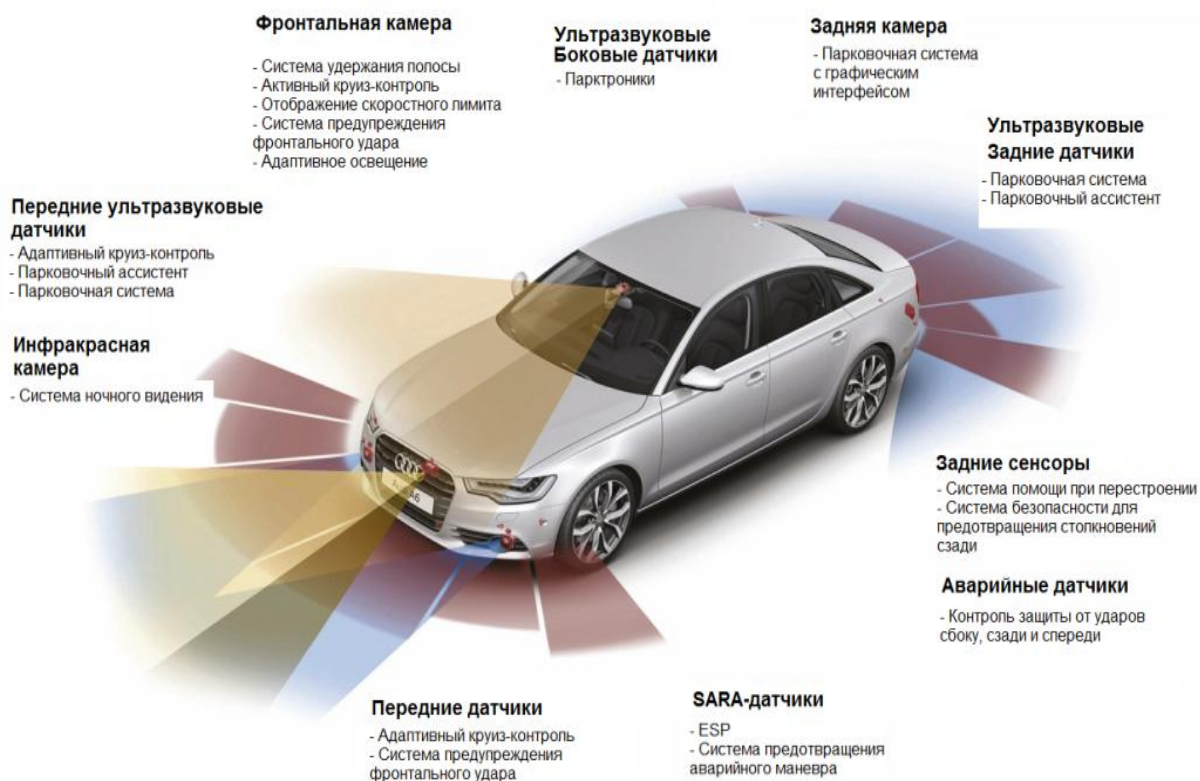 Фронтальная камера
- Система удержания полосы
- Активный круиз-контроль
- Отображение скоростного лимита
- Система предупреждения
фронтального удара
- Адаптивное освещение
Ультразвуковые
Боковые датчики
- Парктроники
Задняя камера
- Парковочная система
с графическим
интерфейсом
Ультразвуковые
Задние датчики
- Парковочная система
- Парковочный ассистент
Передние ультразвуковые
датчики
- Адаптивный круиз-контроль
- Парковочный ассистент
- Парковочная система
Инфракрасная
камера
- Система ночного видения
Задние сенсоры
- Система помощи при перестроении
- Система безопасности для
предотвращения стопкновений
сзади
Аварийные датчики
- Контроль защиты от ударов
сбоку, сзади и спереди
Передние датчики
- Адаптивный круиз-контроль
- Система предупреждения
фронтального удара
SARA-датчики
- ESP
- Система предотвращения
аварийного маневра